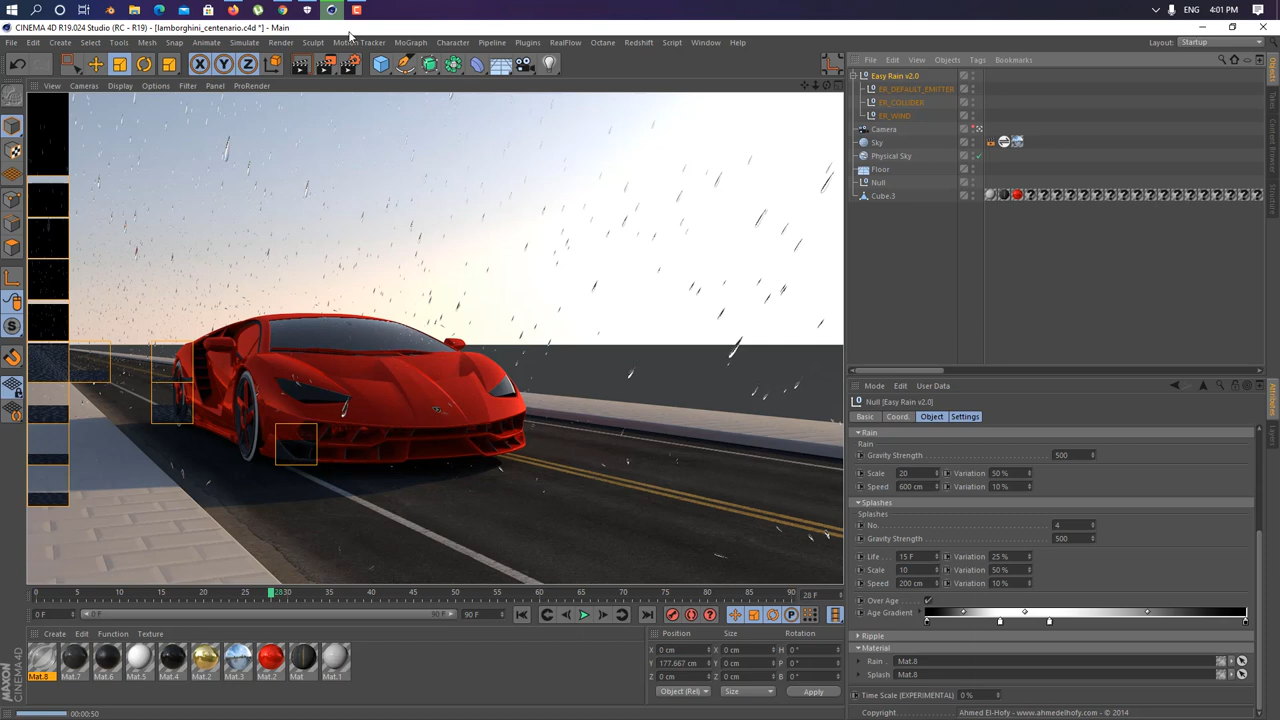 ENG 4:01 PM
CINEMA 4D R19.024 Studio (RC - R19) - [lamborghini_centenario.c4d *] - Main
File Edit Create Select Tools Mesh Snap Animate Simulate Render Sculpt Motion Tracker MoGraph Character Pipeline Plugins RealFlow Octane Redshift Script Window Help
Layout: Startup
X Y Z
View Cameras Display Options Filter Panel ProRender
File Edit View Objects Tags Bookmarks
Easy Rain v2.0
ER_DEFAULT_EMITTER
ER_COLLIDER
ER_WIND
Camera
Sky
Physical Sky
Floor
Null
Cube.3
Objects
Takes
Content Browser
Structure
Mode Edit User Data
Null [Easy Rain v2.0]
Basic Coord. Object Settings
Attributes
Layers
Rain
Rain
Gravity Strength 500
Scale 20 Variation 50 %
Speed 600 cm Variation 10 %
Splashes
Splashes
No. 4
Gravity Strength 500
Life 15 F Variation 25 %
Scale 10 Variation 50 %
Speed 200 cm Variation 10 %
Over Age
Age Gradient
Ripple
Material
Rain Mat.8
Splash Mat.8
Time Scale (EXPERIMENTAL) 0 %
Copyright Ahmed El-Hofy - www.ahmedelhofy.com - © 2014
0 5 10 15 20 25 2830 35 40 45 50 55 60 65 70 75 80 85 90 28 F
0 F 0 F 90 F 90 F
Create Edit Function Texture
Mat.8 Mat.7 Mat.6 Mat.5 Mat.4 Mat.2 Mat.3 Mat.2 Mat Mat.1
Position Size Rotation
X 0 cm X 0 cm H 0 °
Y 177.667 cm Y 0 cm P 0 °
Z 0 cm Z 0 cm B 0 °
Object (Rel) Size Apply
MAXON CINEMA 4D
00:00:50